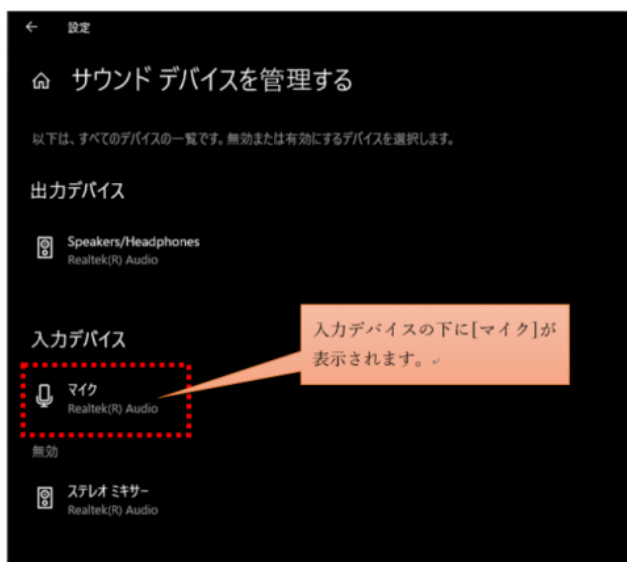 設定
サウンド デバイスを管理する
以下は、すべてのデバイスの一覧です。無効または有効にするデバイスを選択します。
出力デバイス
Speakers/Headphones
Realtek(R) Audio
入力デバイス
入力デバイスの下に[マイク]が
表示されます。
マイク
Realtek(R) Audio
無効
ステレオ ミキサー
Realtek(R) Audio